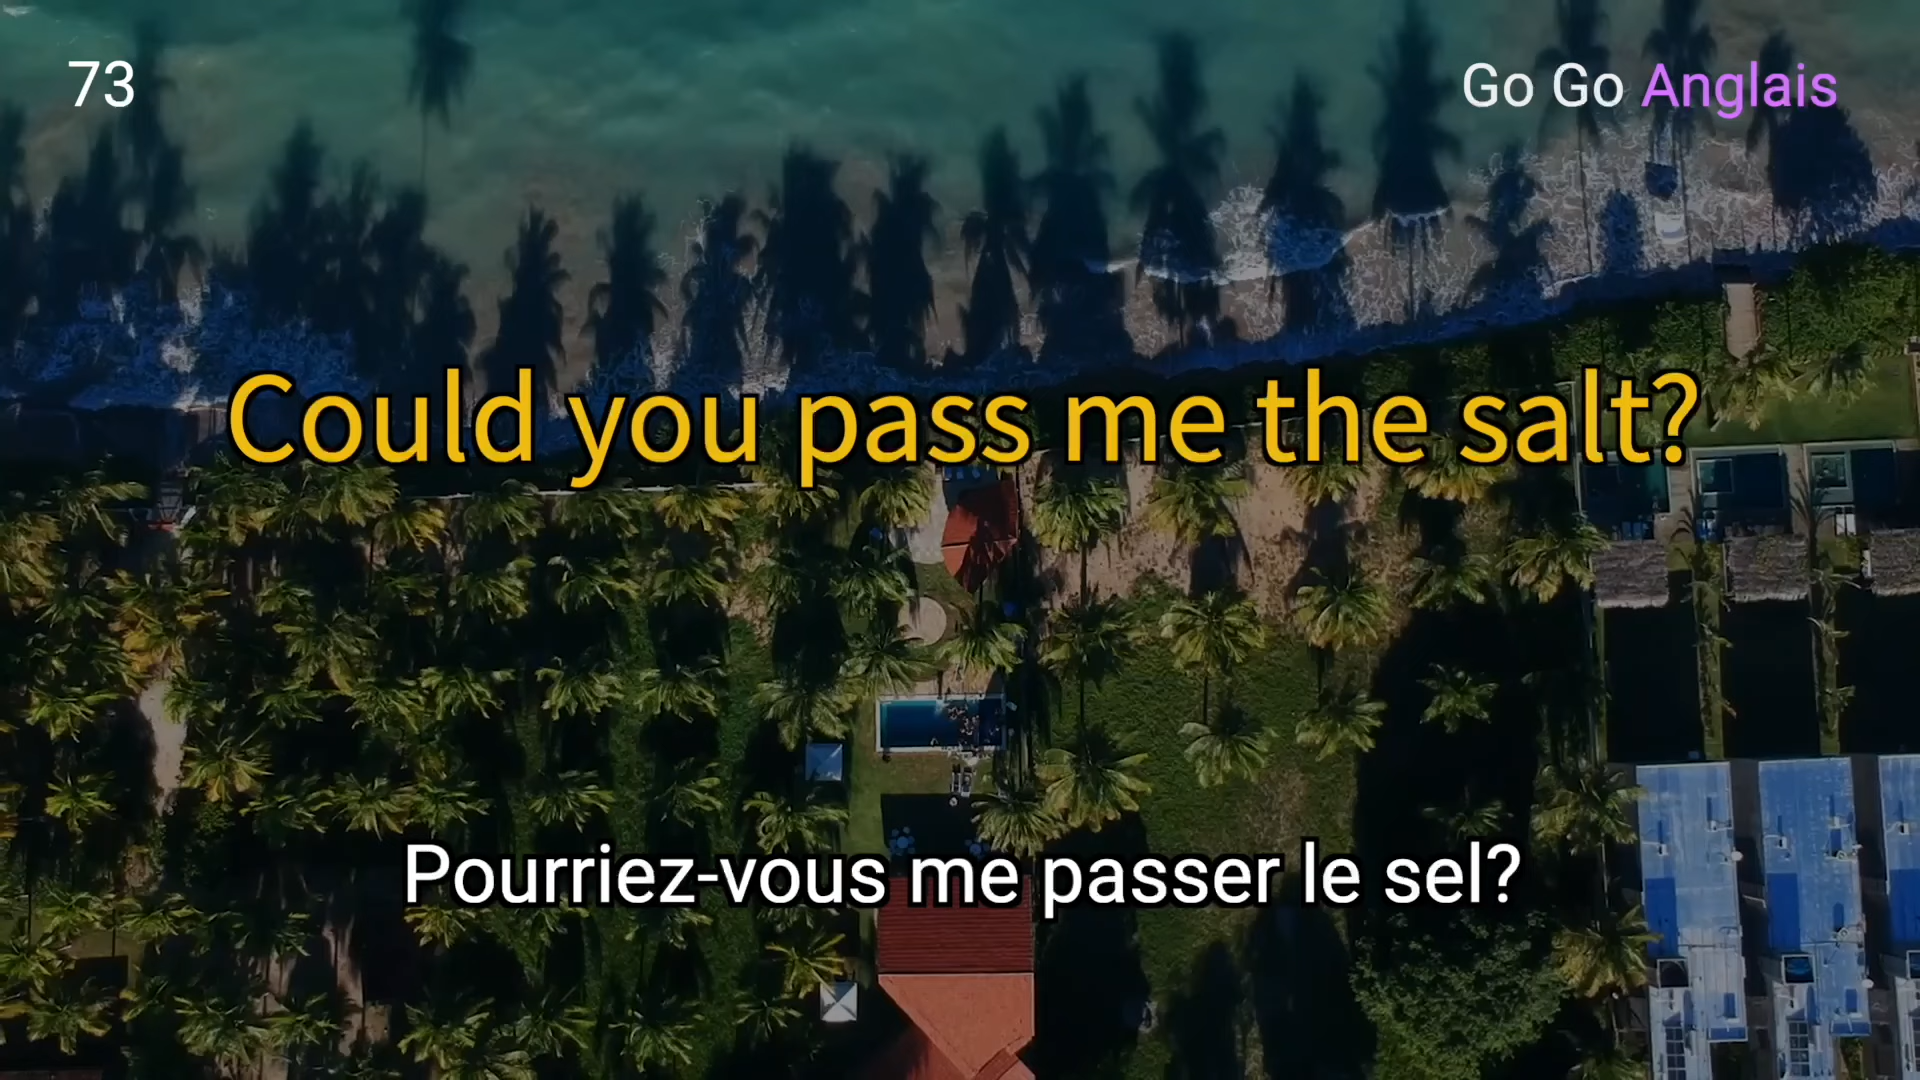 73
Go Go Anglais
Could you pass me the salt?
Pourriez-vous me passer le sel?